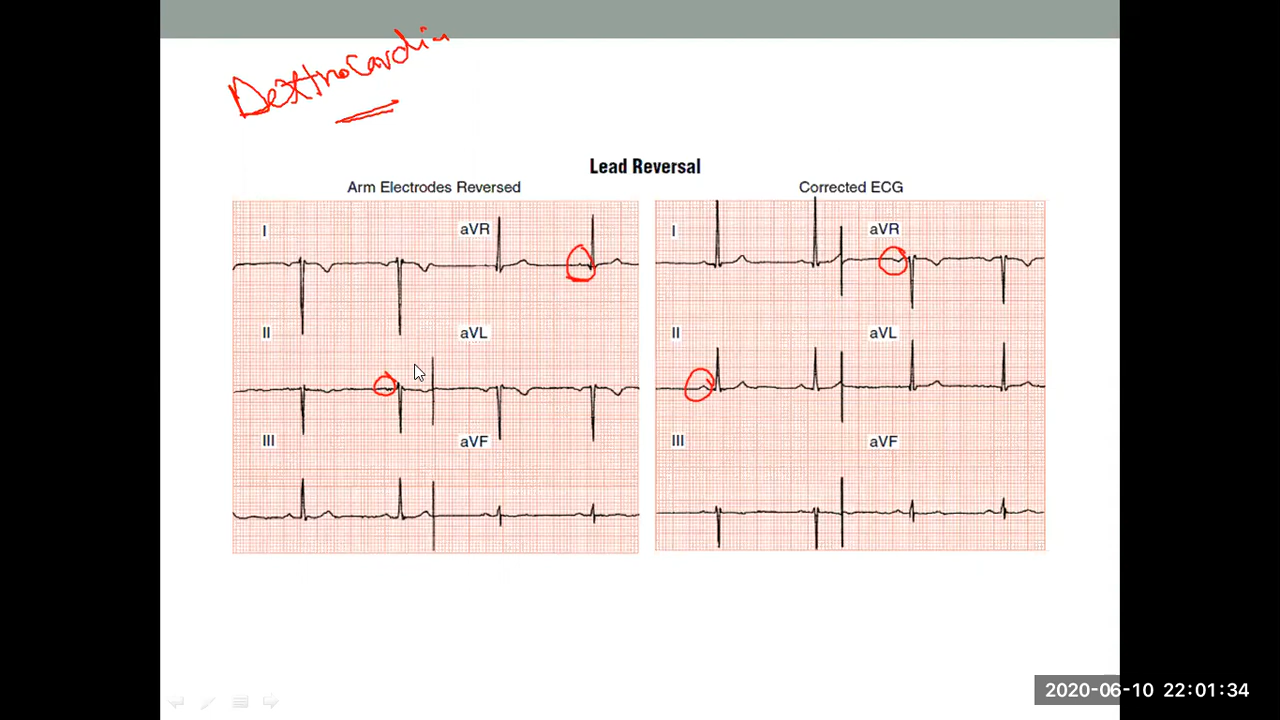 Dextrocardia
Lead Reversal
Arm Electrodes Reversed
Corrected ECG
I aVR
II aVL
III aVF
I aVR
II aVL
III aVF
2020-06-10 22:01:34